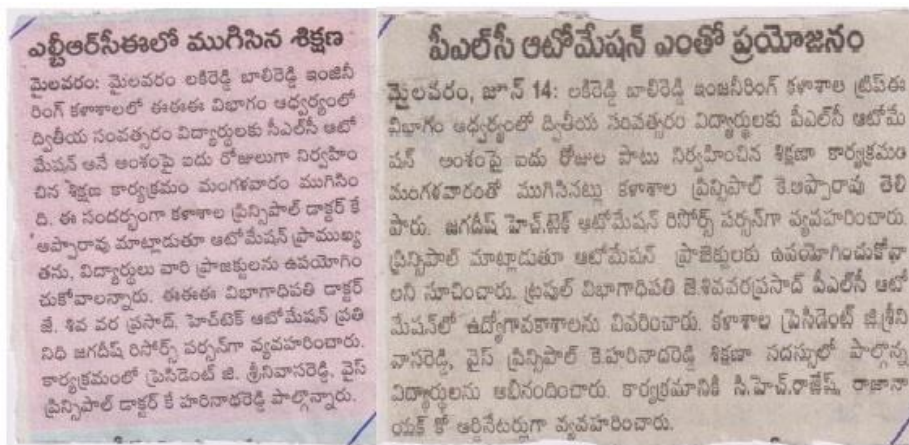 ఎల్బీఆర్‌సీఈలో ముగిసిన శిక్షణ
మైలవరం: మైలవరం లకిరెడ్డి బాలిరెడ్డి ఇంజినీ
రింగ్ కళాశాలలో ఈఈఈ విభాగం ఆధ్వర్యంలో
ద్వితీయ సంవత్సరం విద్యార్థులకు సీఎల్‌సీ ఆటో
మేషన్ అనే అంశంపై ఐదు రోజులుగా నిర్వహిం
చిన శిక్షణ కార్యక్రమం మంగళవారం ముగిసిం
ది. ఈ సందర్భంగా కళాశాల ప్రిన్సిపాల్ డాక్టర్ కే
అప్పారావు మాట్లాడుతూ ఆటోమేషన్ ప్రాముఖ్య
తను, విద్యార్థులు వారి ప్రాజక్టులను ఉపయోగిం
చుకోవాలన్నారు. ఈఈఈ విభాగాధిపతి డాక్టర్
జే. శివ వర ప్రసాద్, హెచ్‌టెక్ ఆటోమేషన్ ప్రతి
నిధి జగదీష్ రిసోర్స్ పర్సన్‌గా వ్యవహరించారు.
కార్యక్రమంలో ప్రెసిడెంట్ జి. శ్రీనివాసరెడ్డి, వైస్
ప్రిన్సిపాల్ డాక్టర్ కే హరినాథరెడ్డి పాల్గొన్నారు.
పీఎల్‌సీ ఆటోమేషన్ ఎంతో ప్రయోజనం
మైలవరం, జూన్ 14: లకిరెడ్డి బాలిరెడ్డి ఇంజనీరింగ్ కళాశాల ట్రిపుల్ఈ
విభాగం ఆధ్వర్యంలో ద్వితీయ సంవత్సరం విద్యార్థులకు పీఎల్‌సీ ఆటోమే
షన్ అంశంపై ఐదు రోజుల పాటు నిర్వహించిన శిక్షణా కార్యక్రమం
మంగళవారంతో ముగిసినట్లు కళాశాల ప్రిన్సిపాల్ కె.అప్పారావు తెలి
పారు. జగదీష్ హెచ్.టెక్ ఆటోమేషన్ రిసోర్స్ పర్సన్‌గా వ్యవహరించారు.
ప్రిన్సిపాల్ మాట్లాడుతూ ఆటోమేషన్ ప్రాజెక్టులకు ఉపయోగించుకోవా
లని సూచించారు. ట్రిపుల్ విభాగాధిపతి జె.శివవరప్రసాద్ పీఎల్‌సీ ఆటో
మేషన్‌లో ఉద్యోగావకాశాలను వివరించారు. కళాశాల ప్రెసిడెంట్ జి.శ్రీని
వాసరెడ్డి, వైస్ ప్రిన్సిపాల్ కె.హరినాథరెడ్డి శిక్షణా సదస్సులో పాల్గొన్న
విద్యార్థులను అభినందించారు. కార్యక్రమానికి సి.హెచ్.రాజేష్, రాజానా
యక్ కో ఆర్డినేటర్లుగా వ్యవహరించారు.